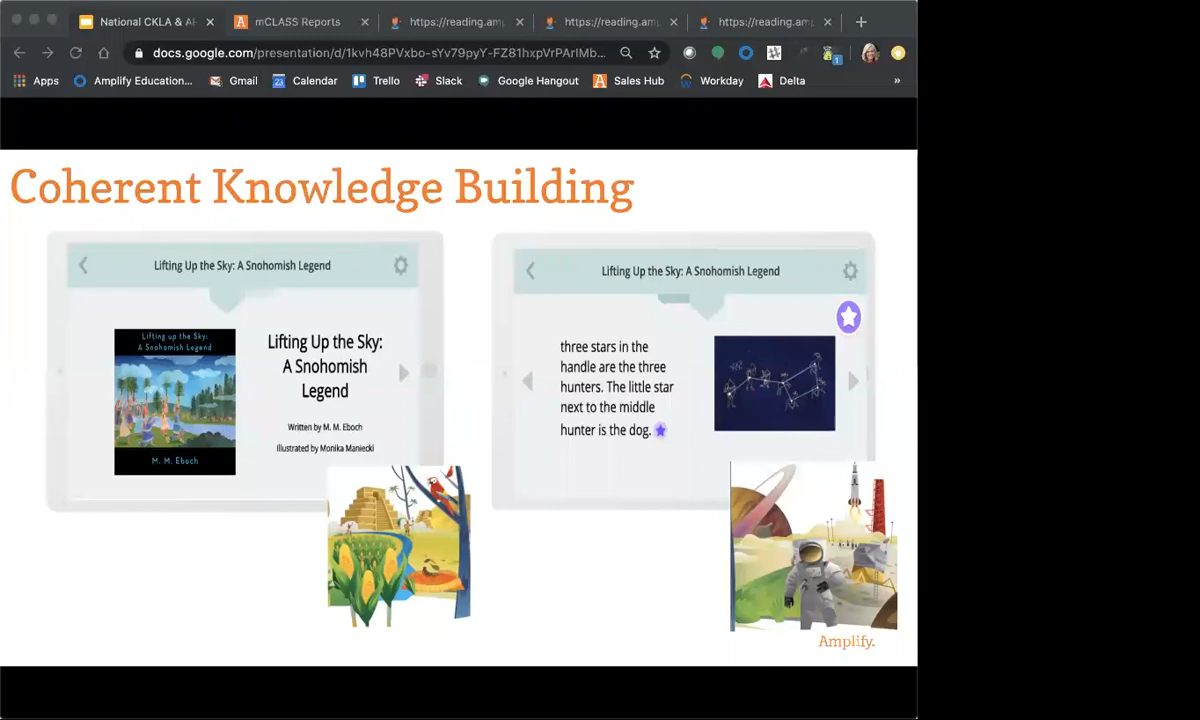 National CKLA & A
mCLASS Reports
https://reading.am
https://reading.am
https://reading.am
docs.google.com/presentation/d/1kvh48PVxbo-sYv79pyY-FZ81hxpVrPArIMb...
Apps
Amplify Education...
Gmail
Calendar
Trello
Slack
Google Hangout
Sales Hub
Workday
Delta
Coherent Knowledge Building
Lifting Up the Sky: A Snohomish Legend
Lifting up the Sky:
A Snohomish Legend
M. M. Eboch
Lifting Up the Sky:
A Snohomish
Legend
Written by M. M. Eboch
Illustrated by Monika Maniecki
Lifting Up the Sky: A Snohomish Legend
three stars in the
handle are the three
hunters. The little star
next to the middle
hunter is the dog.
Amplify.